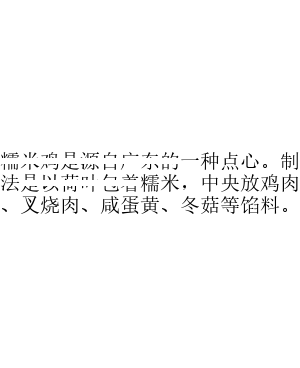 糯米鸡是源自广东的一种点心。制
法是以荷叶包着糯米，中央放鸡肉
、叉烧肉、咸蛋黄、冬菇等馅料。